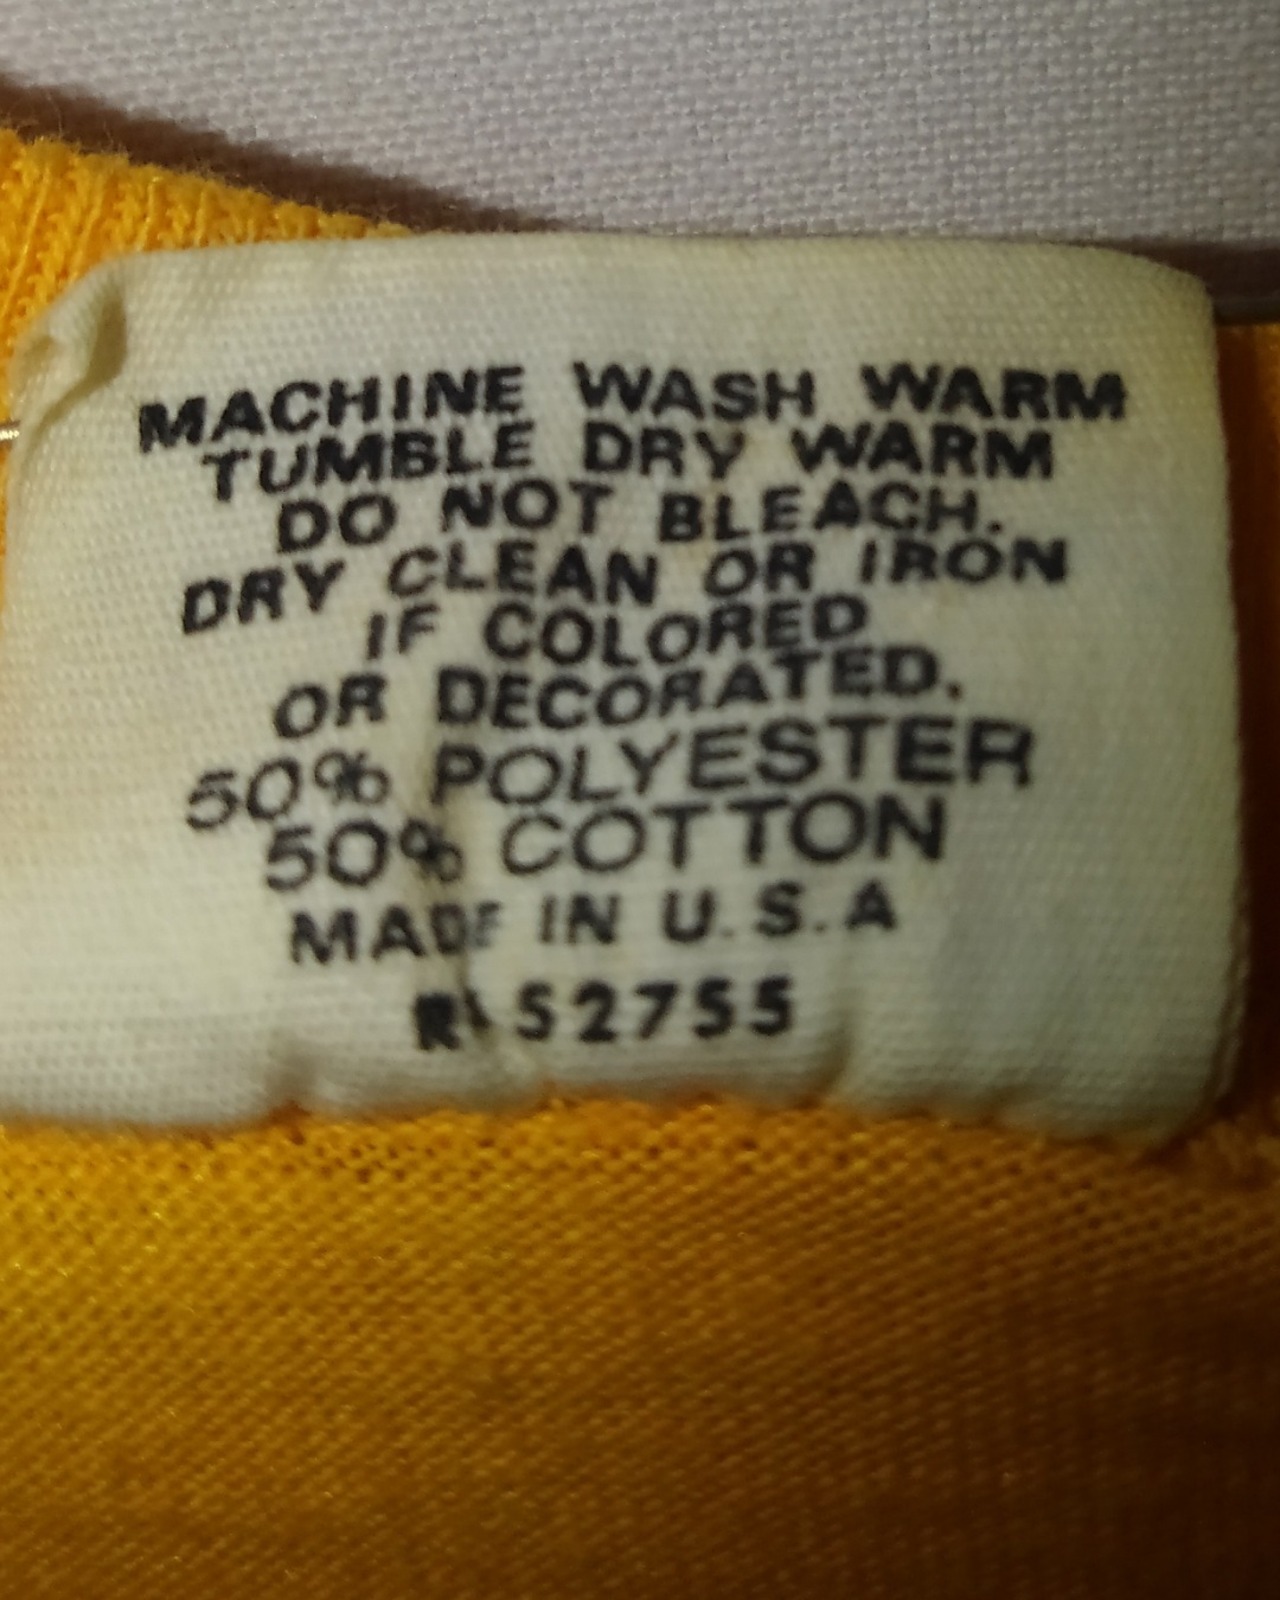 MACHINE WASH WARM
TUMBLE DRY WARM
DO NOT BLEACH.
DRY CLEAN OR IRON
IF COLORED
OR DECORATED.
50% POLYESTER
50% COTTON
MADE IN U.S.A
52755